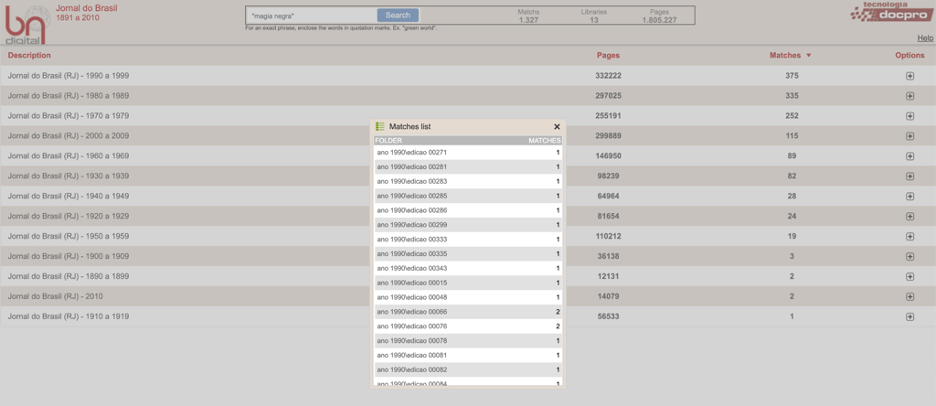 bn
digital
Jornal do Brasil
1891 a 2010
"magia negra"
Search
Matchs
1.327
Libraries
13
Pages
1.805.227
For an exact phrase, enclose the words in quotation marks. Ex. "green world".
tecnologia
docpro
Help
Description Pages Matches Options
Jornal do Brasil (RJ) - 1990 a 1999 332222 375
Jornal do Brasil (RJ) - 1980 a 1989 297025 335
Jornal do Brasil (RJ) - 1970 a 1979 255191 252
Jornal do Brasil (RJ) - 2000 a 2009 299889 115
Jornal do Brasil (RJ) - 1960 a 1969 146950 89
Jornal do Brasil (RJ) - 1930 a 1939 98239 82
Jornal do Brasil (RJ) - 1940 a 1949 64964 28
Jornal do Brasil (RJ) - 1920 a 1929 81654 24
Jornal do Brasil (RJ) - 1950 a 1959 110212 19
Jornal do Brasil (RJ) - 1900 a 1909 36138 3
Jornal do Brasil (RJ) - 1890 a 1899 12131 2
Jornal do Brasil (RJ) - 2010 14079 2
Jornal do Brasil (RJ) - 1910 a 1919 56533 1
Matches list
FOLDER MATCHES
ano 1990\edicao 00271 1
ano 1990\edicao 00281 1
ano 1990\edicao 00283 1
ano 1990\edicao 00285 1
ano 1990\edicao 00286 1
ano 1990\edicao 00299 1
ano 1990\edicao 00333 1
ano 1990\edicao 00335 1
ano 1990\edicao 00343 1
ano 1990\edicao 00015 1
ano 1990\edicao 00048 1
ano 1990\edicao 00066 2
ano 1990\edicao 00076 2
ano 1990\edicao 00078 1
ano 1990\edicao 00081 1
ano 1990\edicao 00082 1
ano 1990\edicao 00084 1